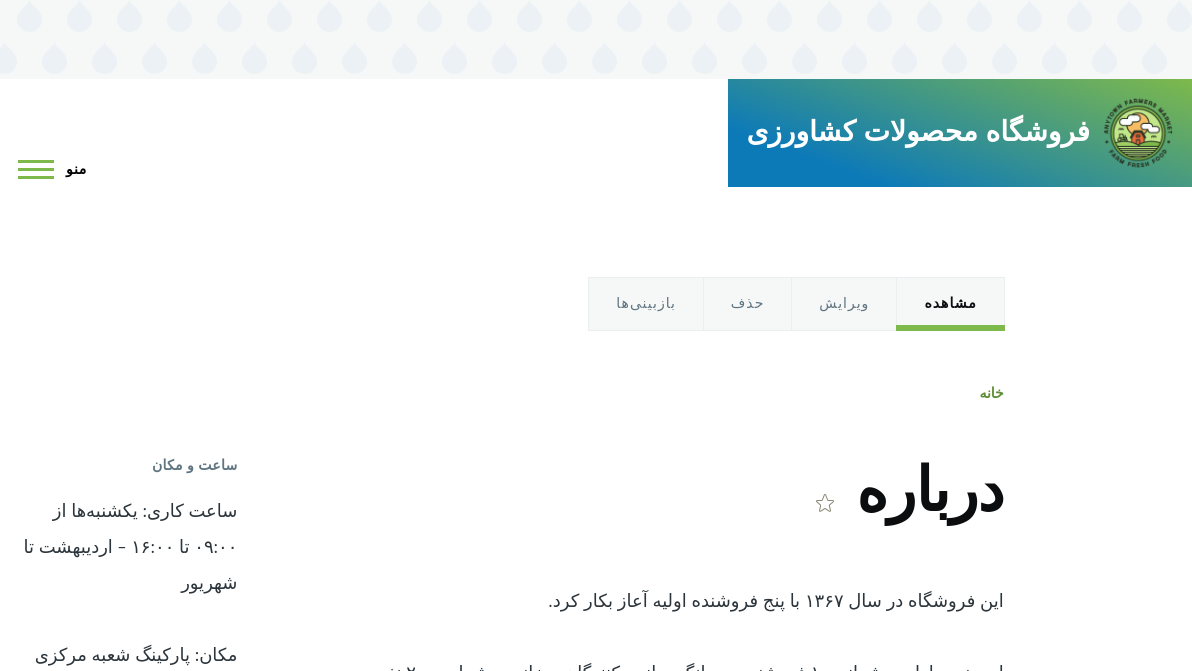 ANYTOWN FARMERS MARKET
FARM FRESH FOOD
فروشگاه محصولات کشاورزی
منو
مشاهده
ویرایش
حذف
بازبینی‌ها
خانه
درباره
این فروشگاه در سال ۱۳۶۷ با پنج فروشنده اولیه آغاز بکار کرد.
ساعت و مکان
ساعت کاری: یکشنبه‌ها از
۰۹:۰۰ تا ۱۶:۰۰ – اردیبهشت تا
شهریور
مکان: پارکینگ شعبه مرکزی